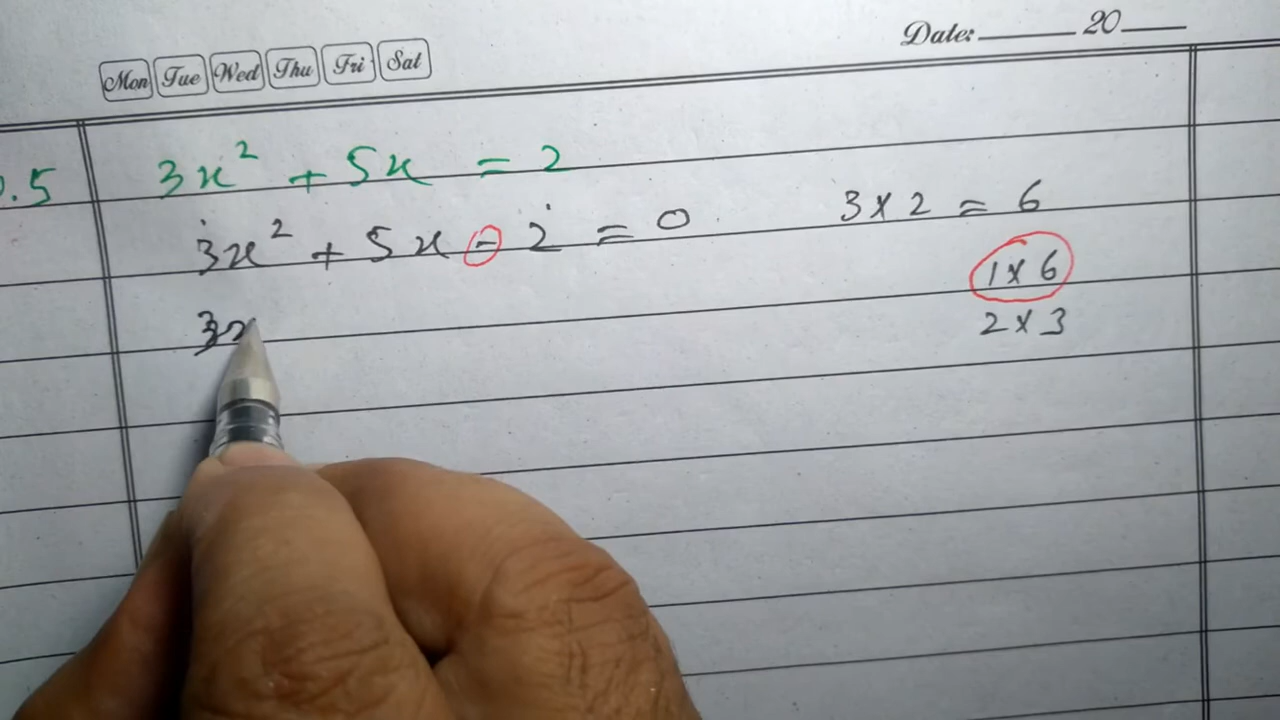 Mon Tue Wed Thu Fri Sat
Date: 20
.5
3x² + 5x = 2
3x² + 5x - 2 = 0
3 x 2 = 6
1 x 6
2 x 3
3x